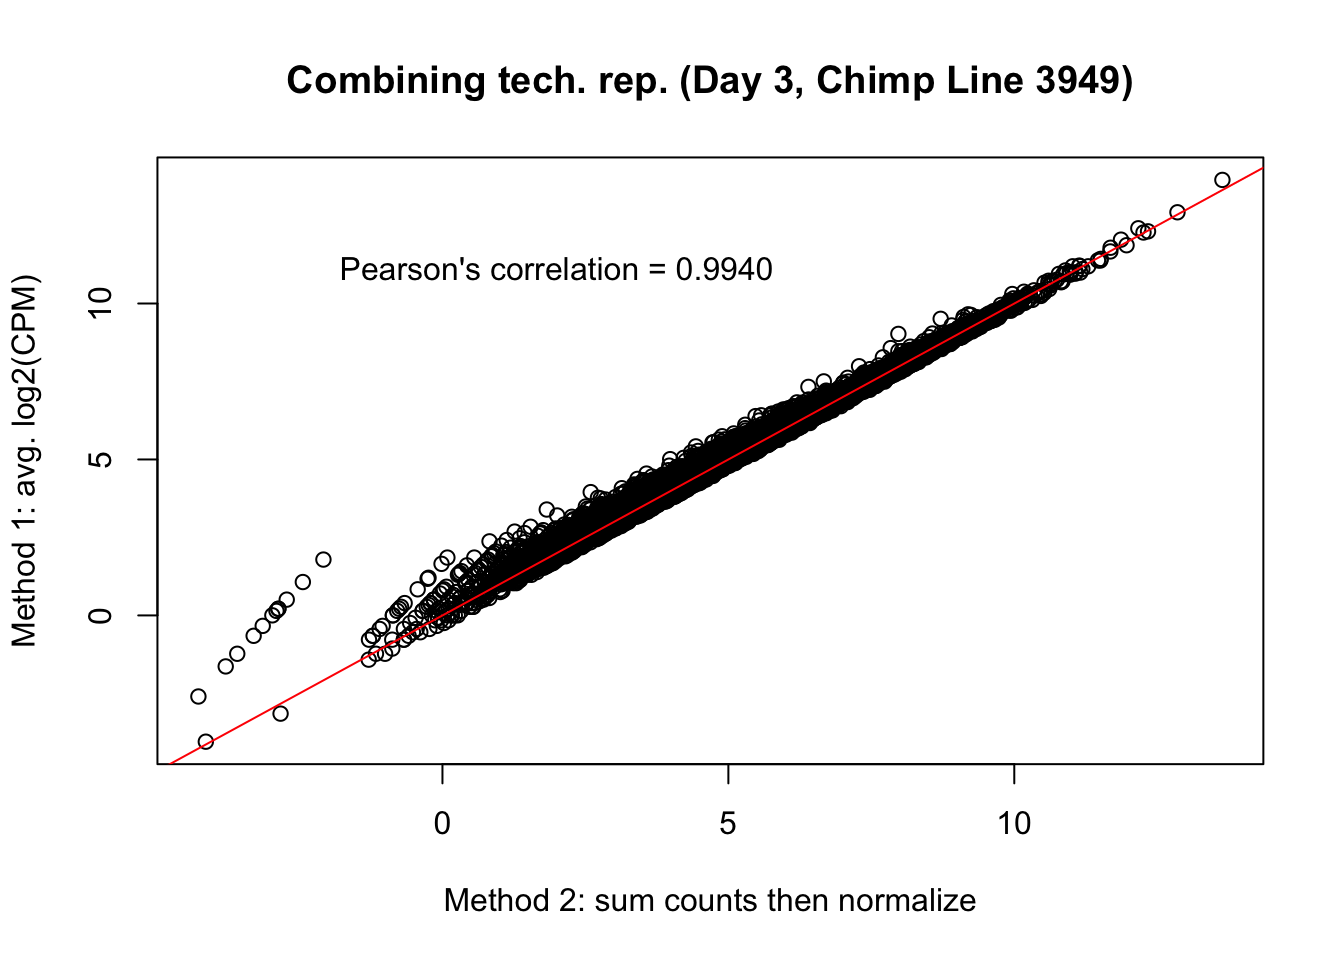 Combining tech. rep. (Day 3, Chimp Line 3949)
Pearson's correlation = 0.9940
Method 1: avg. log2(CPM)
10
5
0
0 5 10
Method 2: sum counts then normalize